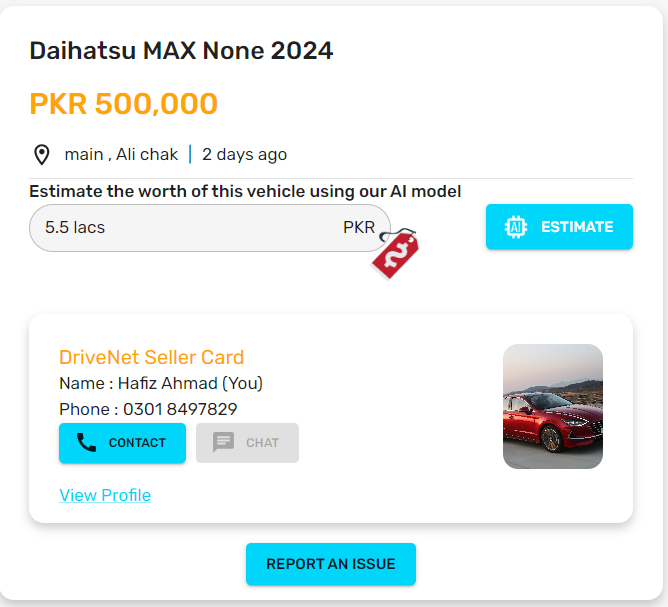 Daihatsu MAX None 2024
PKR 500,000
main , Ali chak | 2 days ago
Estimate the worth of this vehicle using our AI model
5.5 lacs PKR
AI ESTIMATE
DriveNet Seller Card
Name : Hafiz Ahmad (You)
Phone : 0301 8497829
CONTACT CHAT
View Profile
REPORT AN ISSUE